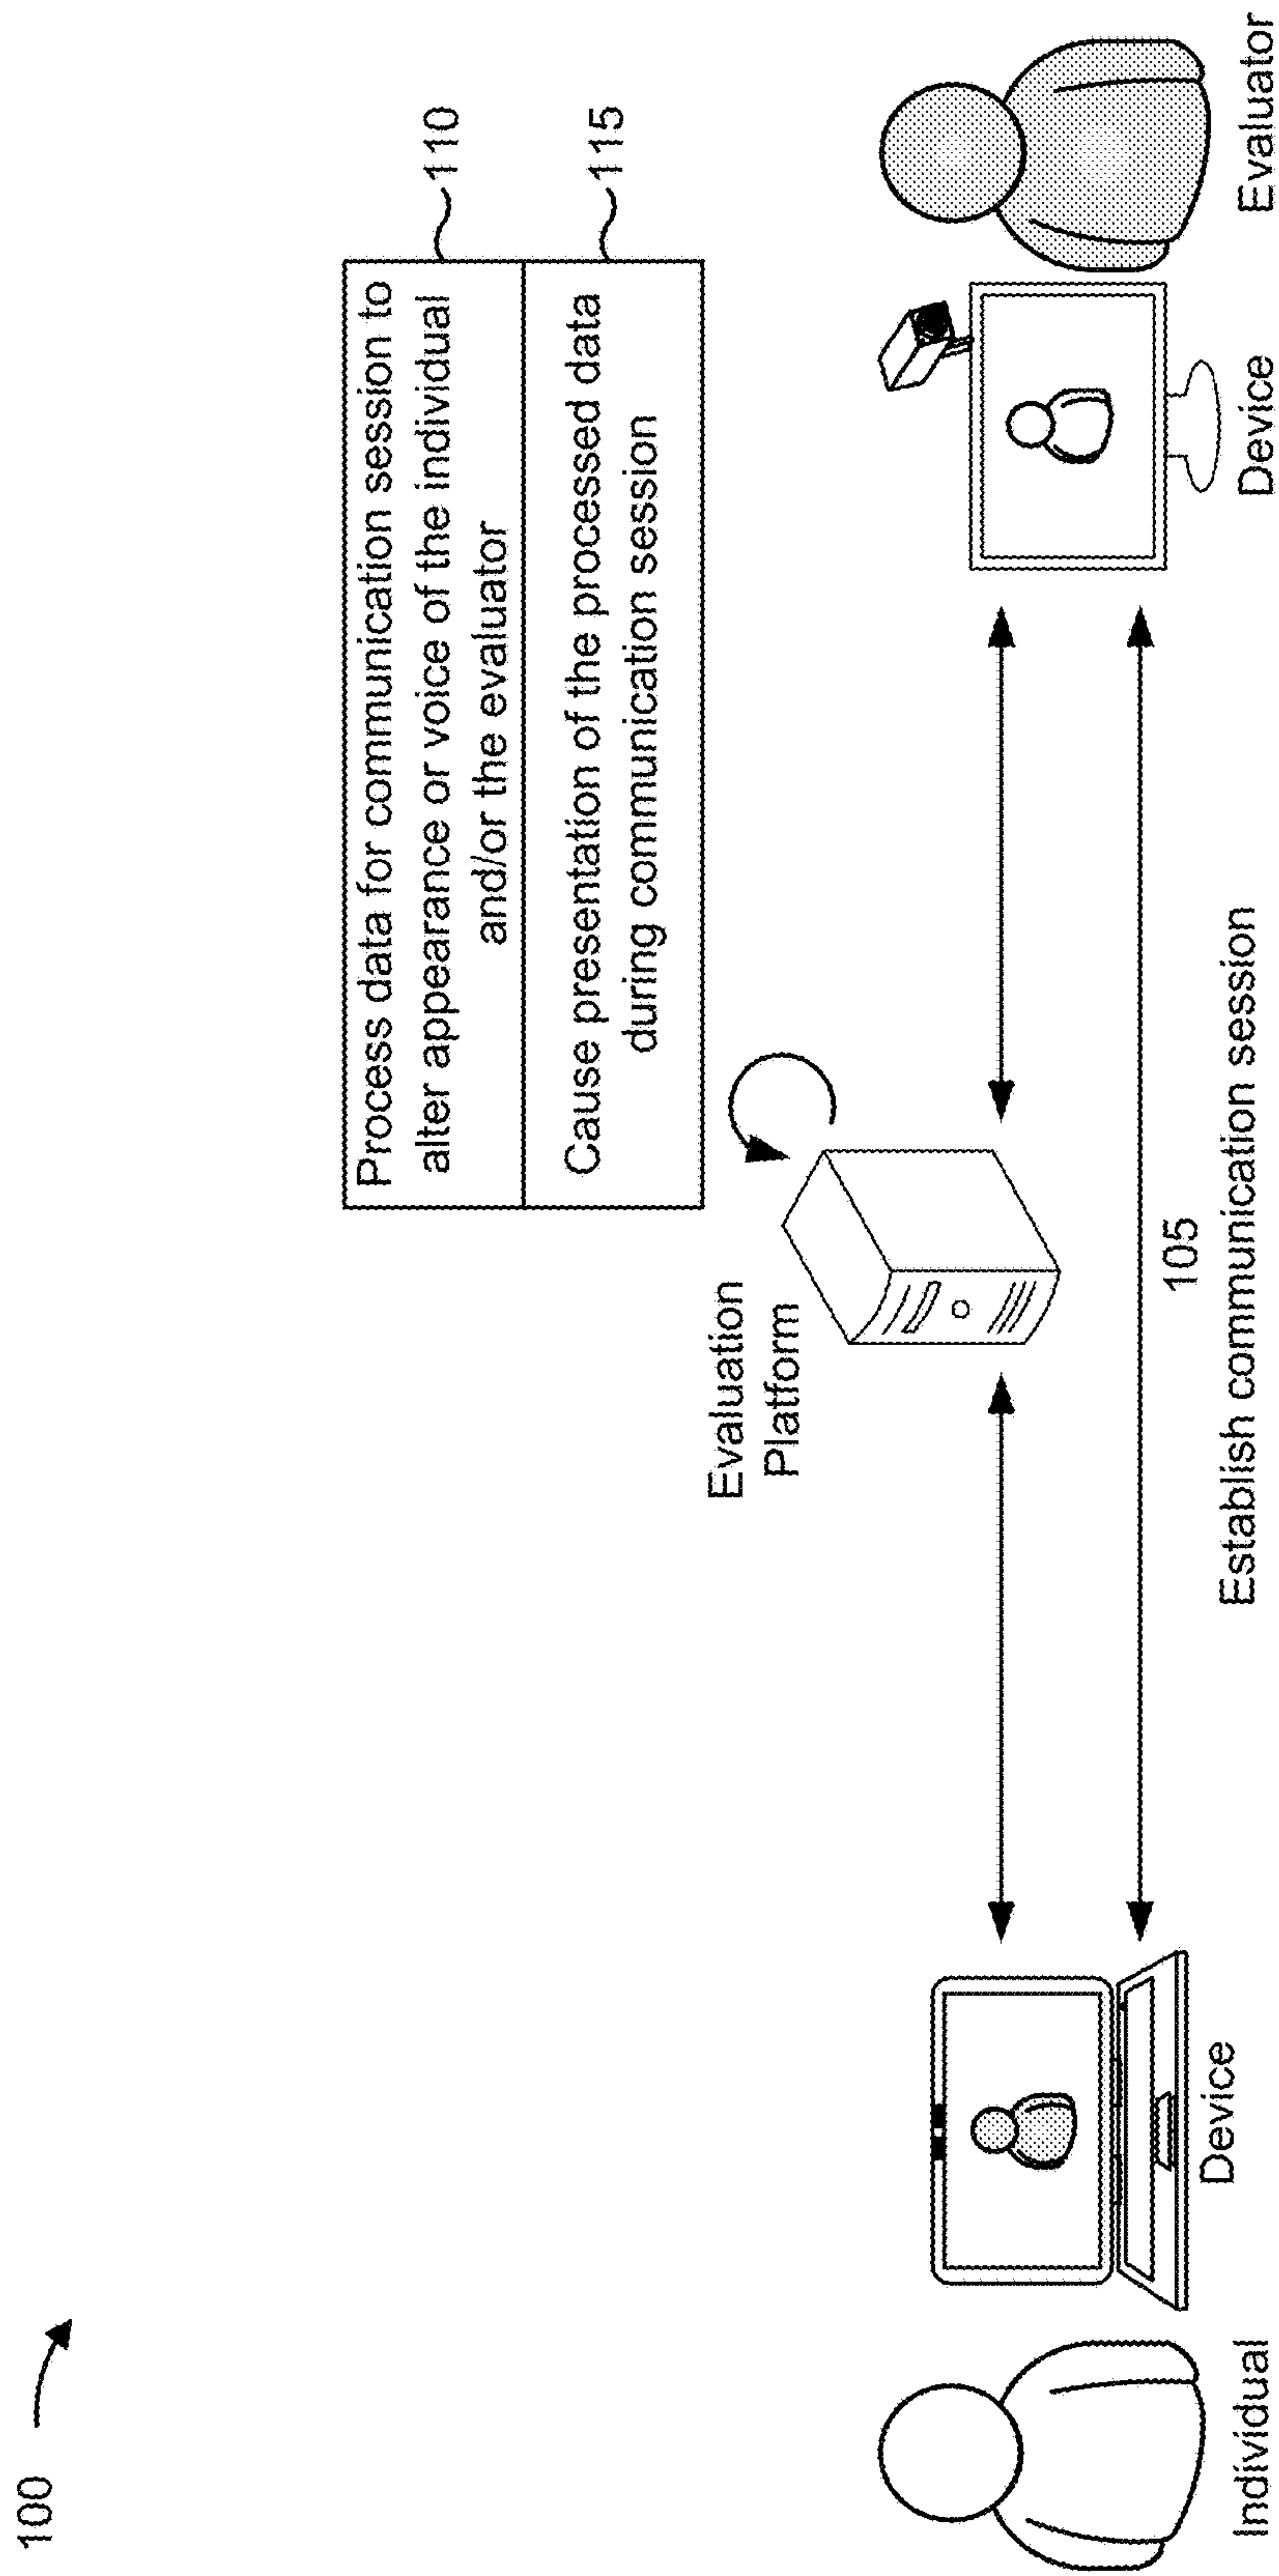 100
Process data for communication session to
alter appearance or voice of the individual
and/or the evaluator
110
Cause presentation of the processed data
during communication session
115
Evaluation
Platform
105
Establish communication session
Individual
Device
Device
Evaluator